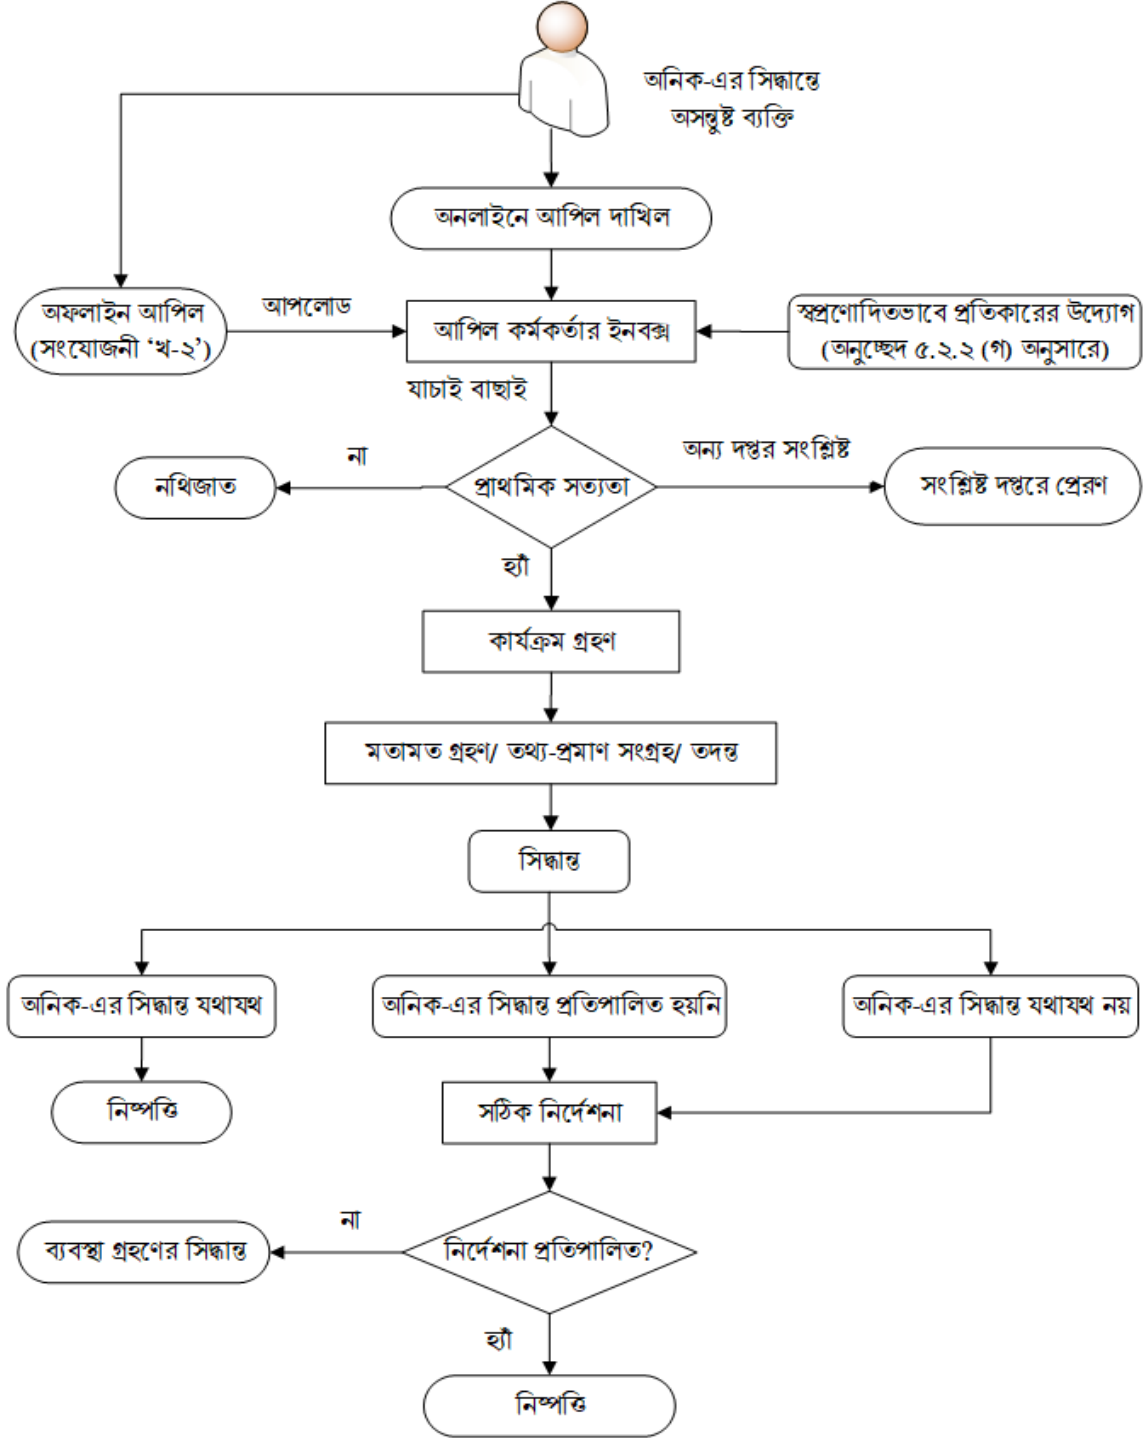 অনিক-এর সিদ্ধান্তে
অসন্তুষ্ট ব্যক্তি
অনলাইনে আপিল দাখিল
অফলাইন আপিল
(সংযোজনী ‘খ-২’)
আপলোড
আপিল কর্মকর্তার ইনবক্স
স্বপ্রণোদিতভাবে প্রতিকারের উদ্যোগ
(অনুচ্ছেদ ৫.২.২ (গ) অনুসারে)
যাচাই বাছাই
না
অন্য দপ্তর সংশ্লিষ্ট
নথিজাত
প্রাথমিক সত্যতা
সংশ্লিষ্ট দপ্তরে প্রেরণ
হ্যাঁ
কার্যক্রম গ্রহণ
মতামত গ্রহণ/ তথ্য-প্রমাণ সংগ্রহ/ তদন্ত
সিদ্ধান্ত
অনিক-এর সিদ্ধান্ত যথাযথ
অনিক-এর সিদ্ধান্ত প্রতিপালিত হয়নি
অনিক-এর সিদ্ধান্ত যথাযথ নয়
নিষ্পত্তি
সঠিক নির্দেশনা
না
ব্যবস্থা গ্রহণের সিদ্ধান্ত
নির্দেশনা প্রতিপালিত?
হ্যাঁ
নিষ্পত্তি